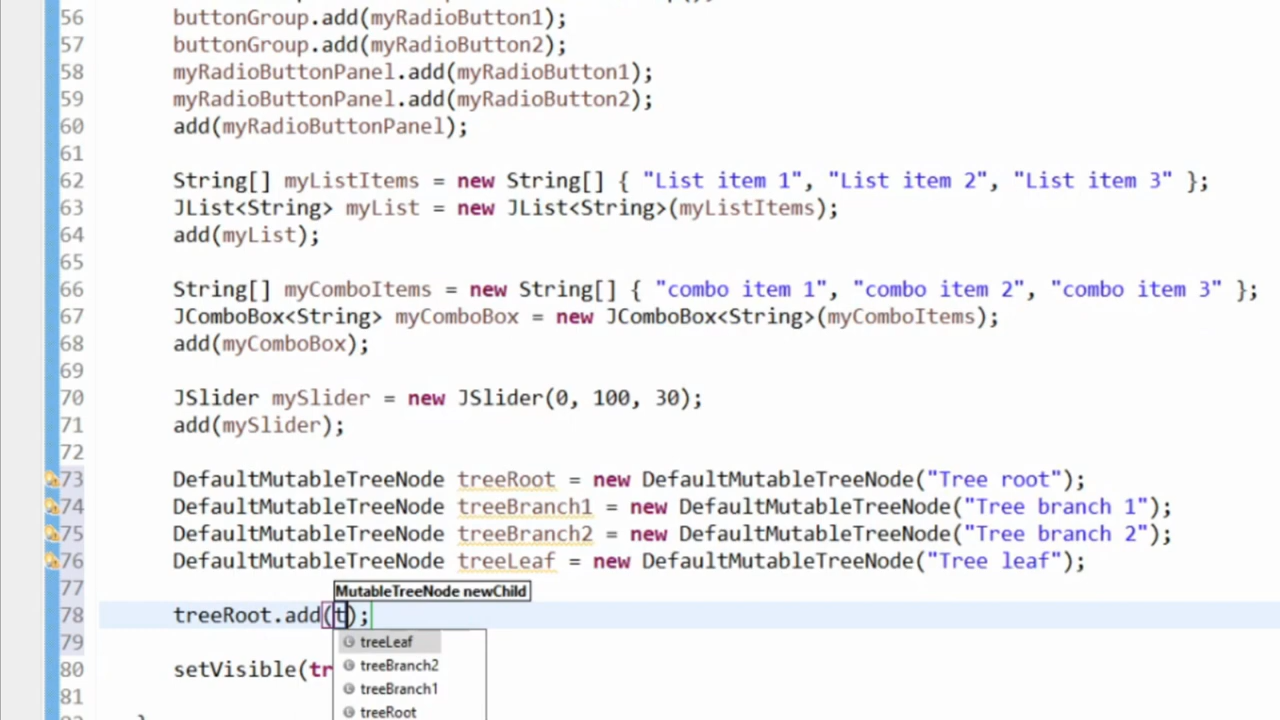 56 buttonGroup.add(myRadioButton1);
57 buttonGroup.add(myRadioButton2);
58 myRadioButtonPanel.add(myRadioButton1);
59 myRadioButtonPanel.add(myRadioButton2);
60 add(myRadioButtonPanel);
61
62 String[] myListItems = new String[] { "List item 1", "List item 2", "List item 3" };
63 JList<String> myList = new JList<String>(myListItems);
64 add(myList);
65
66 String[] myComboItems = new String[] { "combo item 1", "combo item 2", "combo item 3" };
67 JComboBox<String> myComboBox = new JComboBox<String>(myComboItems);
68 add(myComboBox);
69
70 JSlider mySlider = new JSlider(0, 100, 30);
71 add(mySlider);
72
73 DefaultMutableTreeNode treeRoot = new DefaultMutableTreeNode("Tree root");
74 DefaultMutableTreeNode treeBranch1 = new DefaultMutableTreeNode("Tree branch 1");
75 DefaultMutableTreeNode treeBranch2 = new DefaultMutableTreeNode("Tree branch 2");
76 DefaultMutableTreeNode treeLeaf = new DefaultMutableTreeNode("Tree leaf");
77
MutableTreeNode newChild
78 treeRoot.add(t);
79
treeLeaf
treeBranch2
80 setVisible(tr
treeBranch1
81
treeRoot